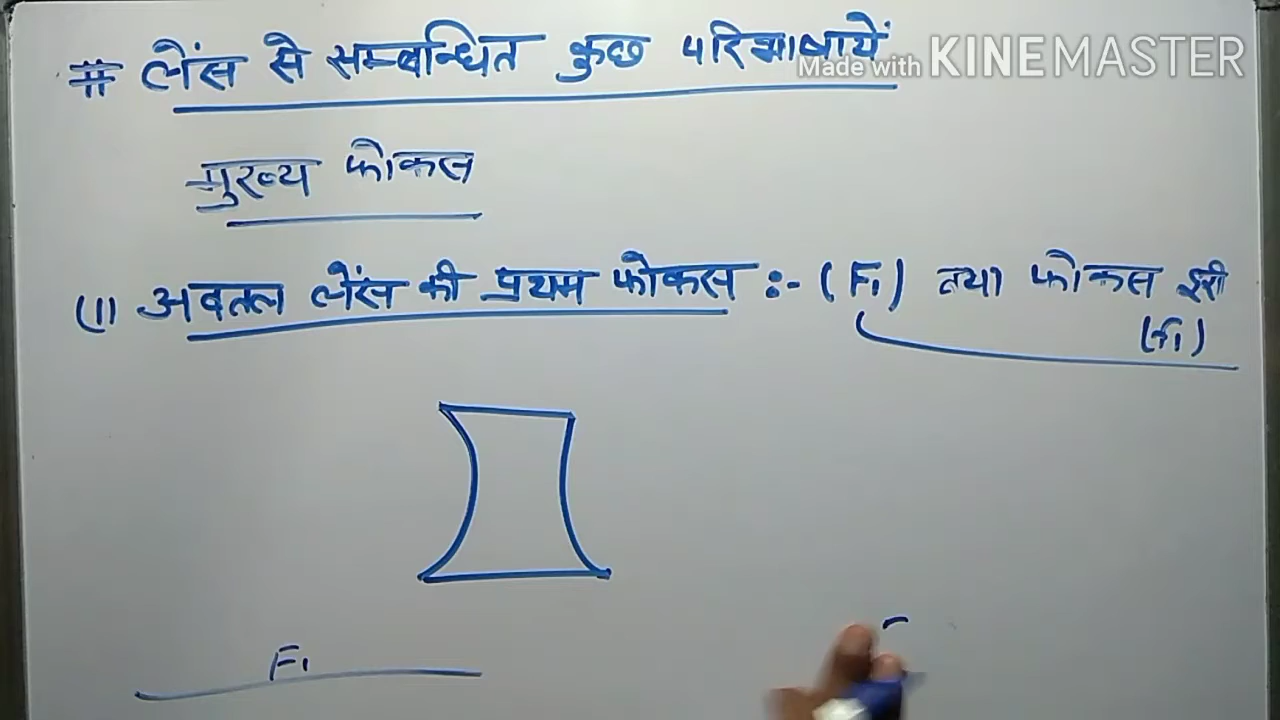 # लेंस से सम्बन्धित कुछ परिभाषायें
Made with KINEMASTER
मुख्य फोकस
(1) अवतल लेंस की प्रथम फोकस :- (F₁) तथा फोकस दूरी
(f₁)
F₁